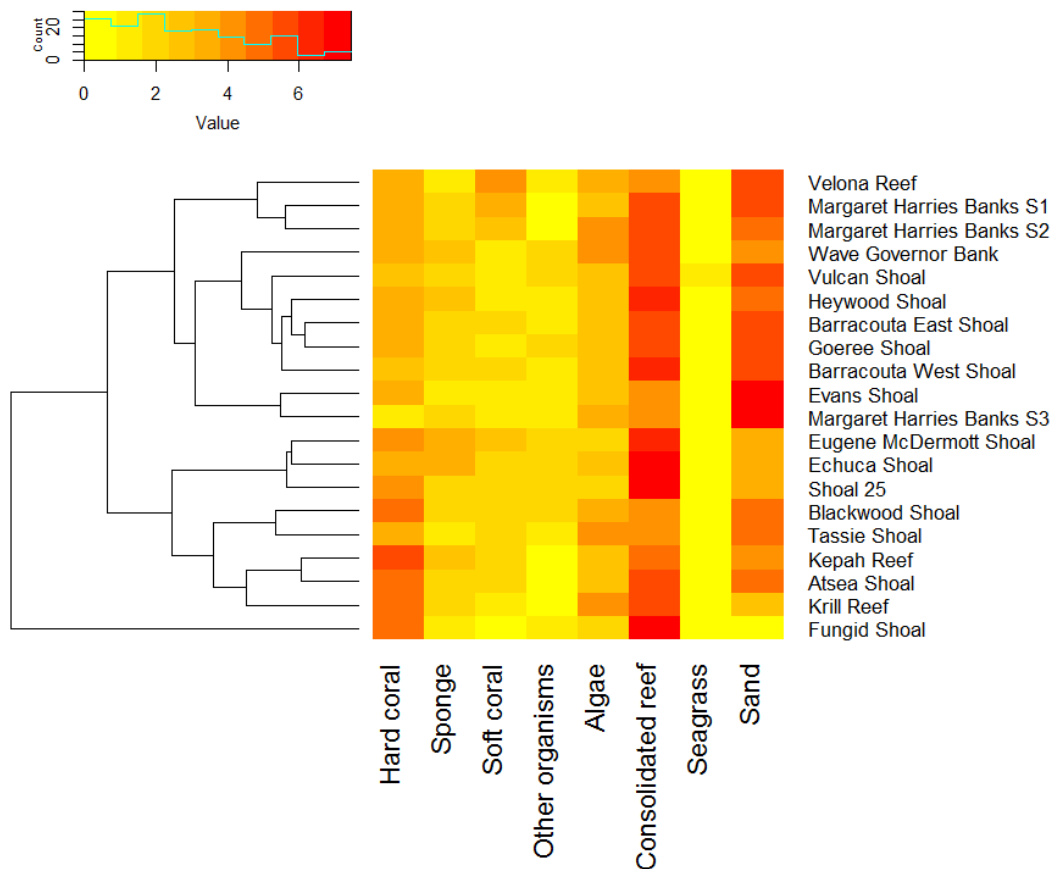 Count
0 20
0 2 4 6
Value
Velona Reef
Margaret Harries Banks S1
Margaret Harries Banks S2
Wave Governor Bank
Vulcan Shoal
Heywood Shoal
Barracouta East Shoal
Goeree Shoal
Barracouta West Shoal
Evans Shoal
Margaret Harries Banks S3
Eugene McDermott Shoal
Echuca Shoal
Shoal 25
Blackwood Shoal
Tassie Shoal
Kepah Reef
Atsea Shoal
Krill Reef
Fungid Shoal
Hard coral
Sponge
Soft coral
Other organisms
Algae
Consolidated reef
Seagrass
Sand